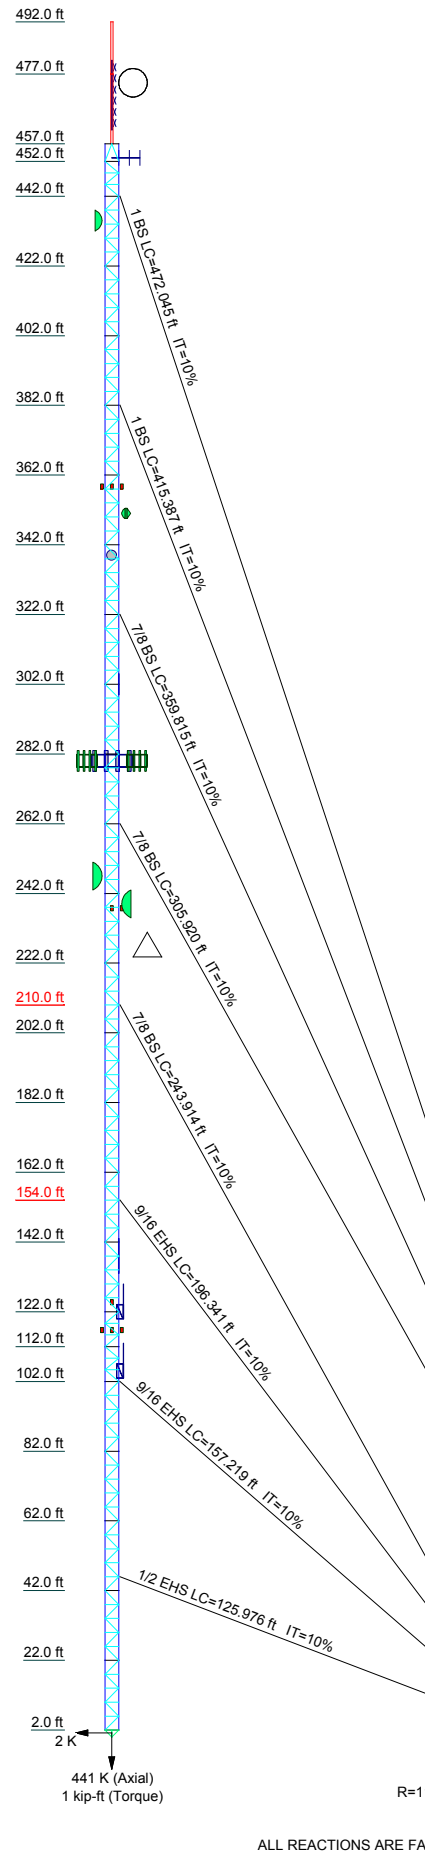 492.0 ft
477.0 ft
457.0 ft
452.0 ft
442.0 ft
1 BS LC=472.045 ft IT=10%
422.0 ft
402.0 ft
382.0 ft
1 BS LC=415.387 ft IT=10%
362.0 ft
342.0 ft
322.0 ft
7/8 BS LC=359.815 ft IT=10%
302.0 ft
282.0 ft
262.0 ft
7/8 BS LC=305.920 ft IT=10%
242.0 ft
222.0 ft
210.0 ft
7/8 BS LC=243.914 ft IT=10%
202.0 ft
182.0 ft
162.0 ft
154.0 ft
9/16 EHS LC=196.341 ft IT=10%
142.0 ft
122.0 ft
112.0 ft
102.0 ft
9/16 EHS LC=157.219 ft IT=10%
82.0 ft
62.0 ft
42.0 ft
1/2 EHS LC=125.976 ft IT=10%
22.0 ft
2.0 ft
2 K
441 K (Axial)
1 kip-ft (Torque)
R=1
ALL REACTIONS ARE FA